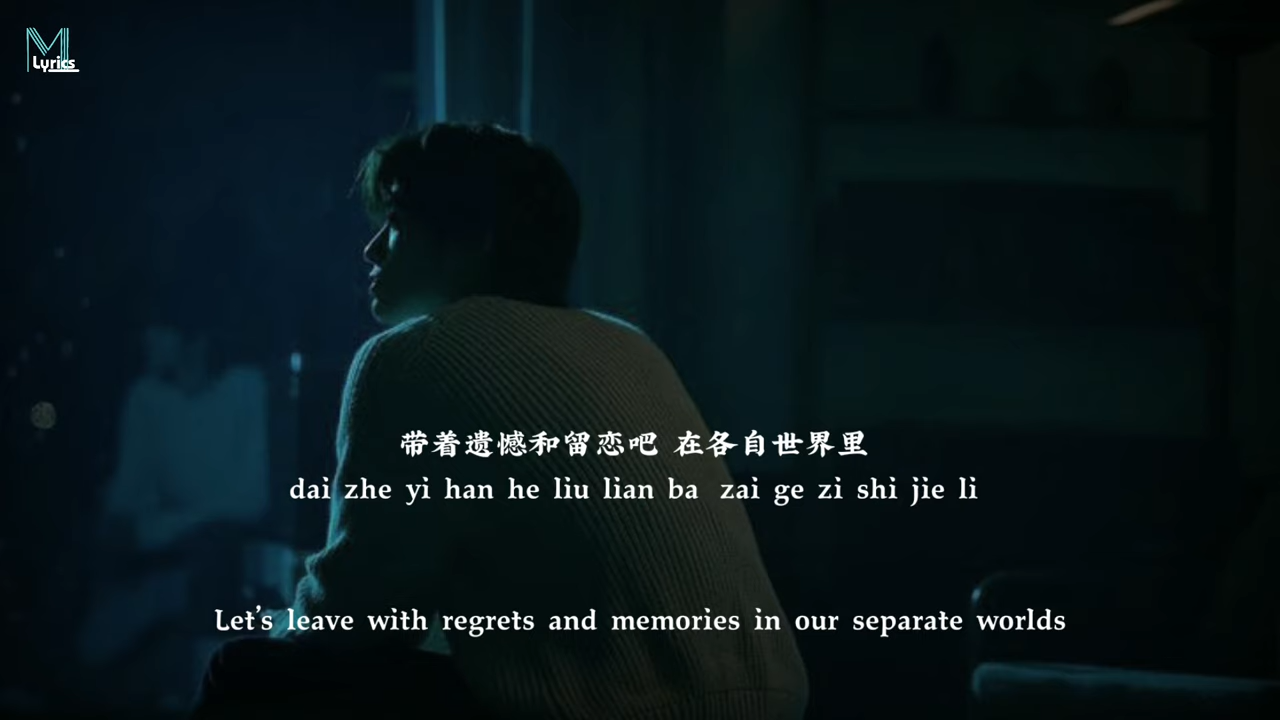 M
Lyrics
带着遗憾和留恋吧 在各自世界里
dai zhe yi han he liu lian ba zai ge zi shi jie li
Let's leave with regrets and memories in our separate worlds